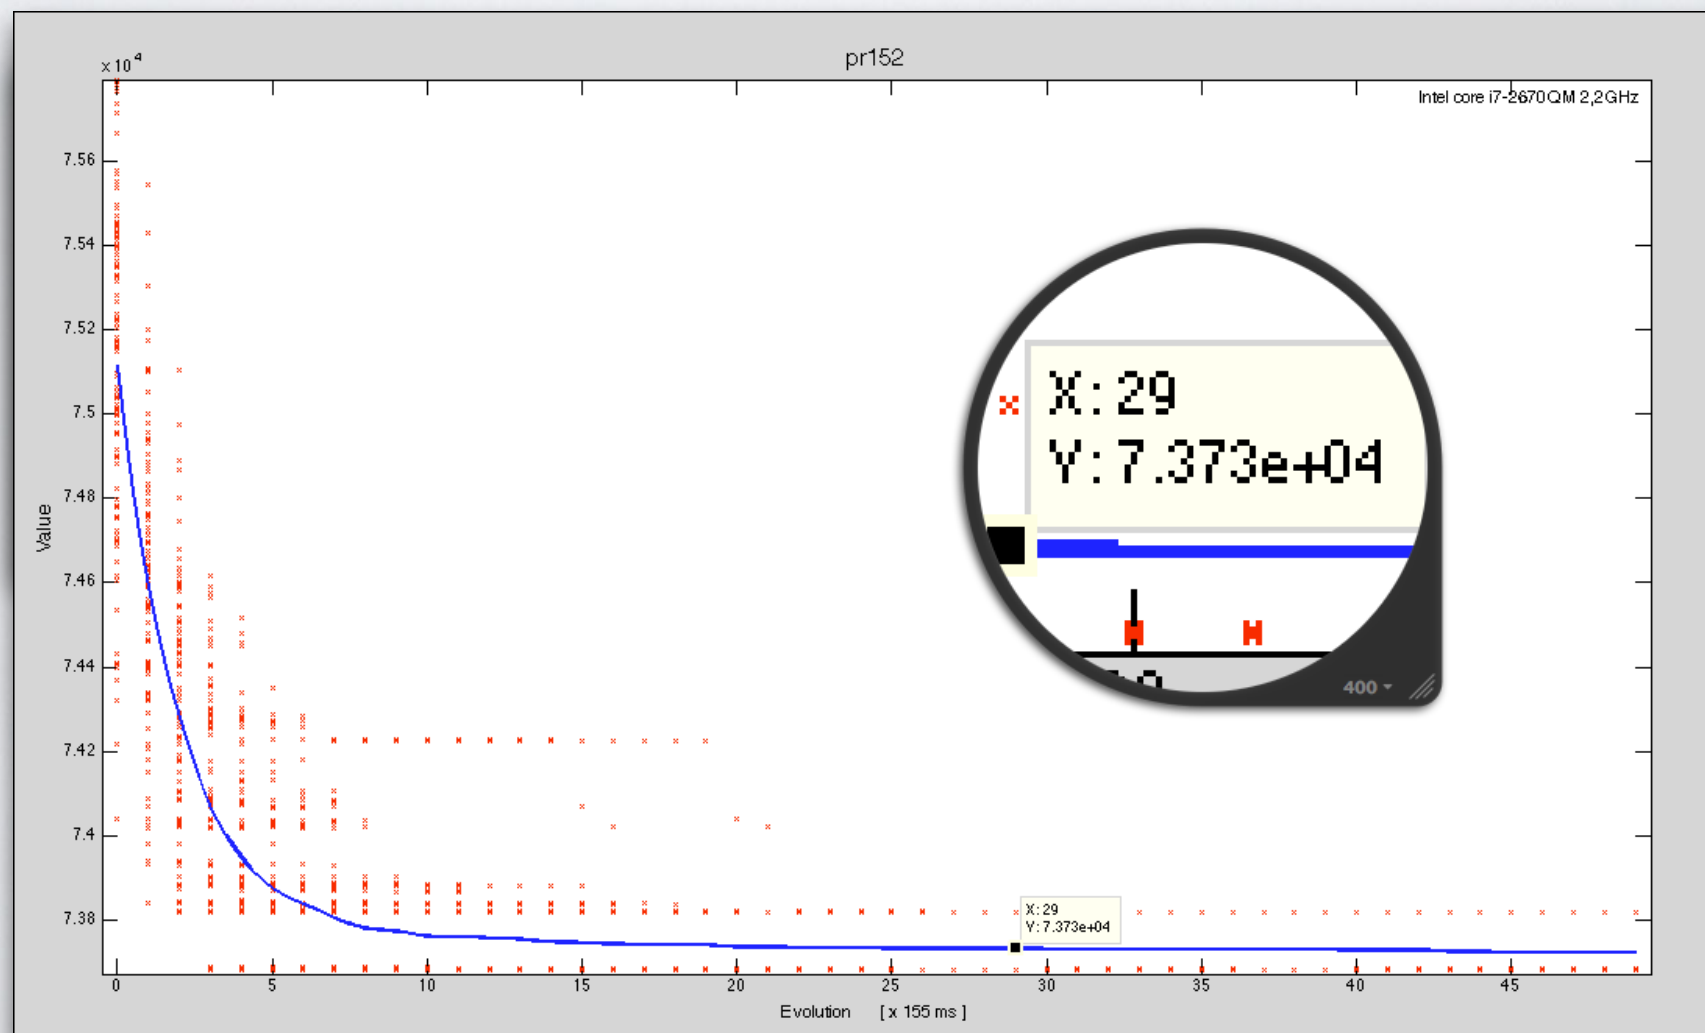 pr152
x 10^4
Intel core i7-2670QM 2,2GHz
7.56
7.54
7.52
7.5
7.48
7.46
7.44
7.42
7.4
7.38
Value
X: 29
Y: 7.373e+04
400
X: 29
Y: 7.373e+04
0 5 10 15 20 25 30 35 40 45
Evolution [ x 155 ms ]